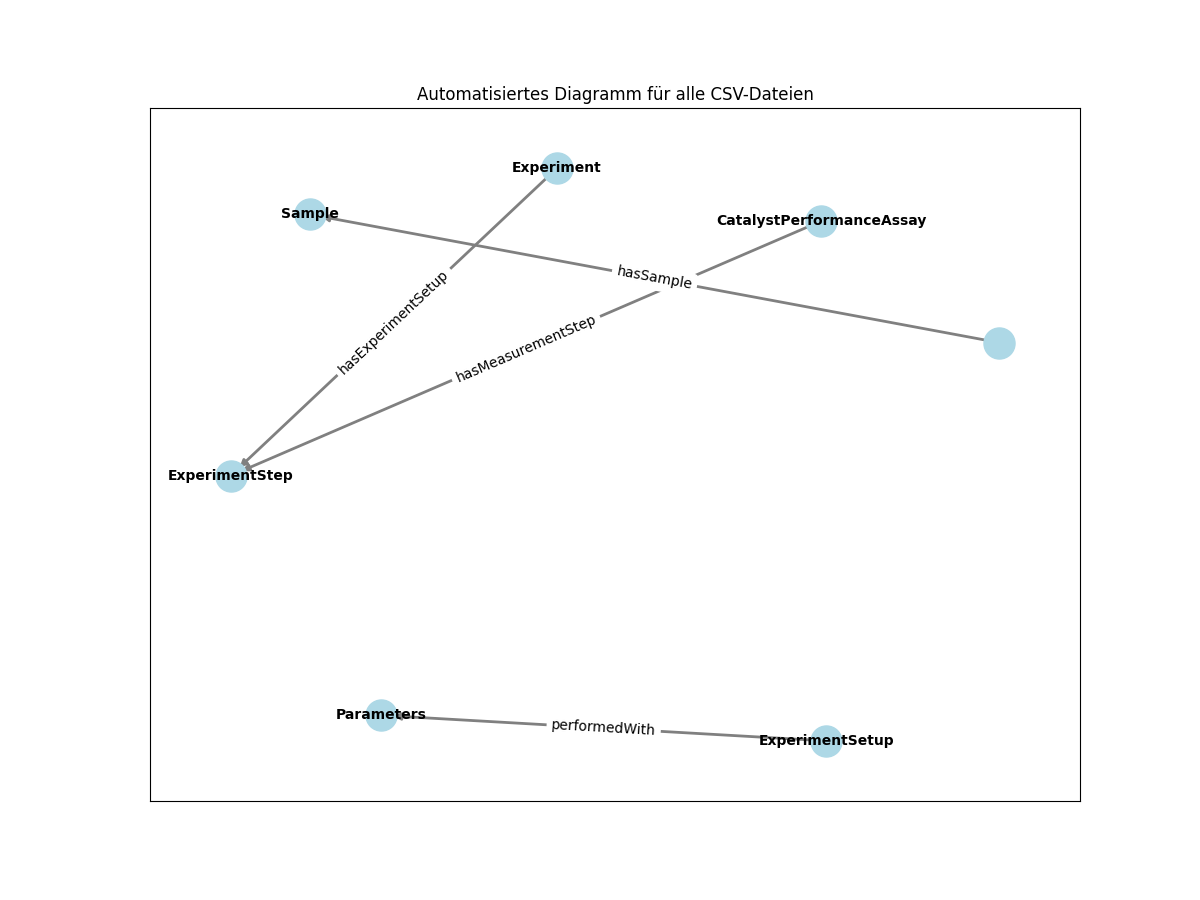 Automatisiertes Diagramm für alle CSV-Dateien
Experiment
Sample
CatalystPerformanceAssay
hasSample
hasExperimentSetup
hasMeasurementStep
ExperimentStep
Parameters
performedWith
ExperimentSetup